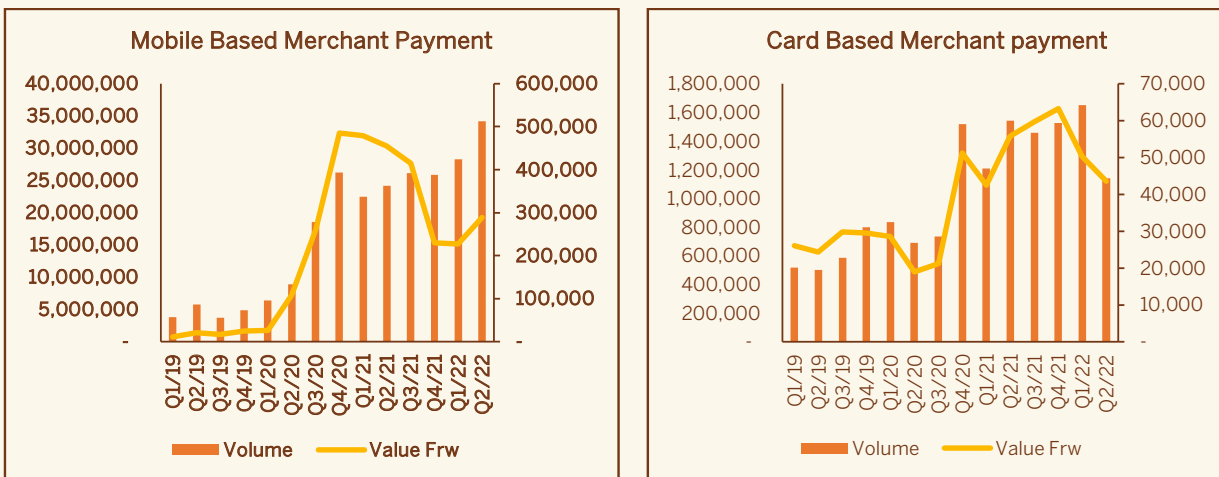 Mobile Based Merchant Payment
40,000,000
35,000,000
30,000,000
25,000,000
20,000,000
15,000,000
10,000,000
5,000,000
-
600,000
500,000
400,000
300,000
200,000
100,000
-
Q1/19
Q2/19
Q3/19
Q4/19
Q1/20
Q2/20
Q3/20
Q4/20
Q1/21
Q2/21
Q3/21
Q4/21
Q1/22
Q2/22
Volume
Value Frw
Card Based Merchant payment
1,800,000
1,600,000
1,400,000
1,200,000
1,000,000
800,000
600,000
400,000
200,000
-
70,000
60,000
50,000
40,000
30,000
20,000
10,000
-
Q1/19
Q2/19
Q3/19
Q4/19
Q1/20
Q2/20
Q3/20
Q4/20
Q1/21
Q2/21
Q3/21
Q4/21
Q1/22
Q2/22
Volume
Value Frw